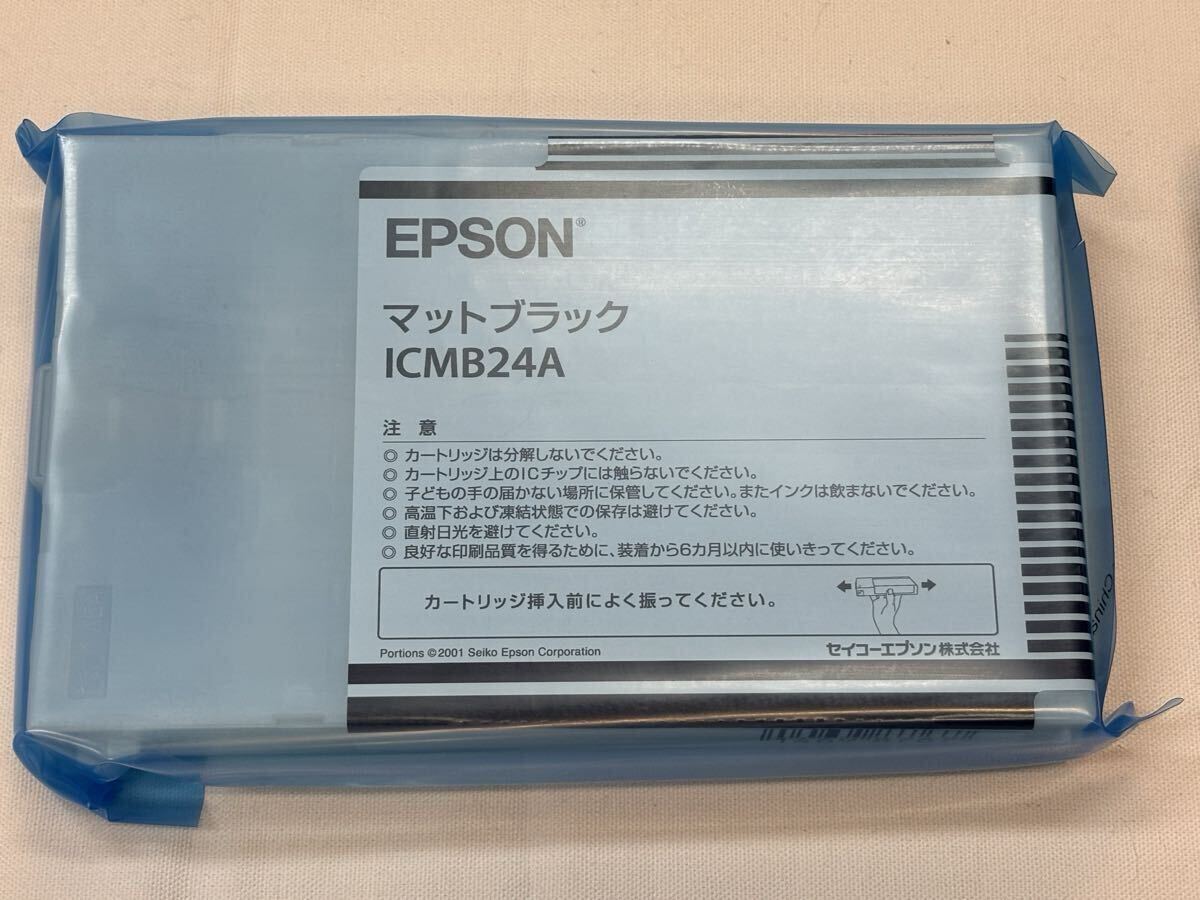 EPSON®
マットブラック
ICMB24A
注 意
◎ カートリッジは分解しないでください。
◎ カートリッジ上のICチップには触らないでください。
◎ 子どもの手の届かない場所に保管してください。またインクは飲まないでください。
◎ 高温下および凍結状態での保存は避けてください。
◎ 直射日光を避けてください。
◎ 良好な印刷品質を得るために、装着から6カ月以内に使いきってください。
カートリッジ挿入前によく振ってください。
Portions ©2001 Seiko Epson Corporation
セイコーエプソン株式会社